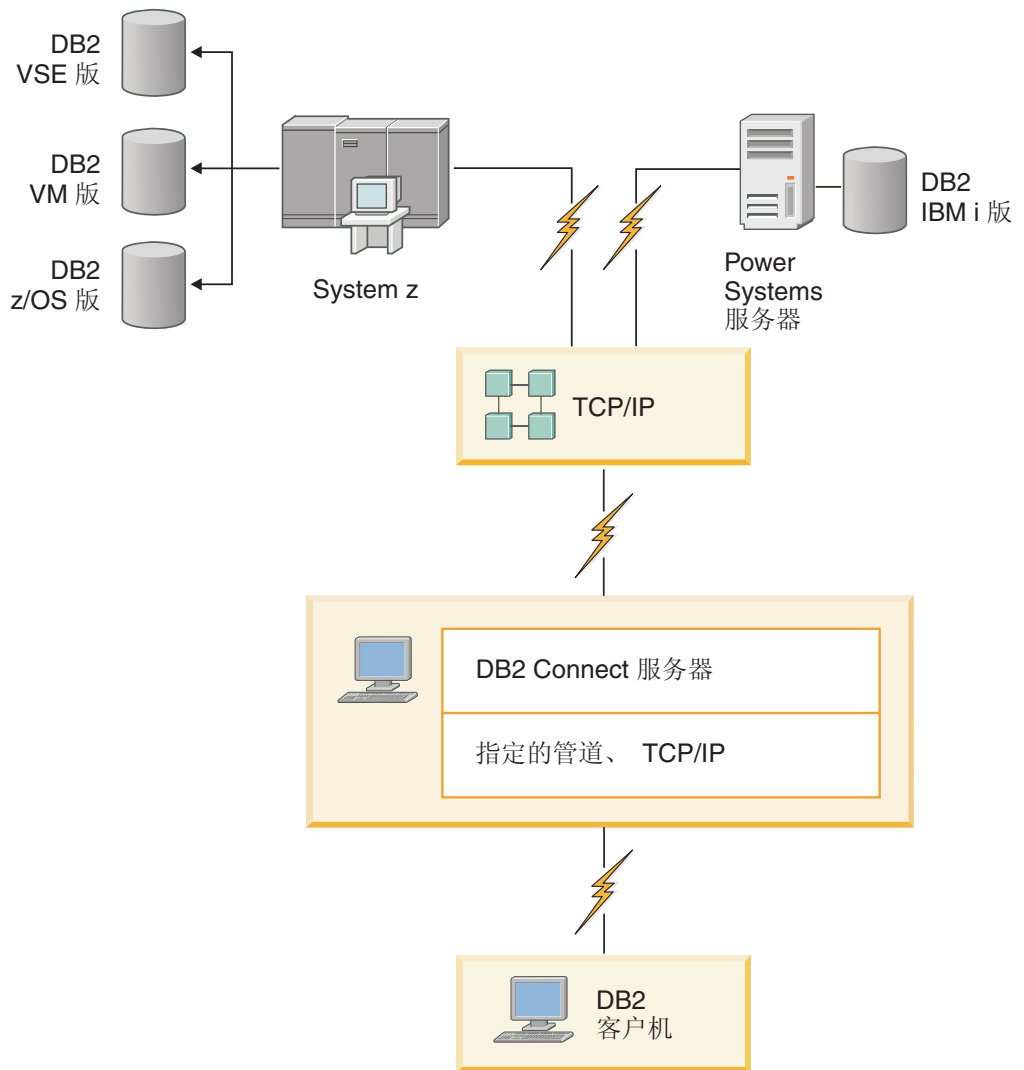 DB2
VSE 版
DB2
VM 版
DB2
z/OS 版
System z
Power
Systems
服务器
DB2
IBM i 版
TCP/IP
DB2 Connect 服务器
指定的管道、 TCP/IP
DB2
客户机